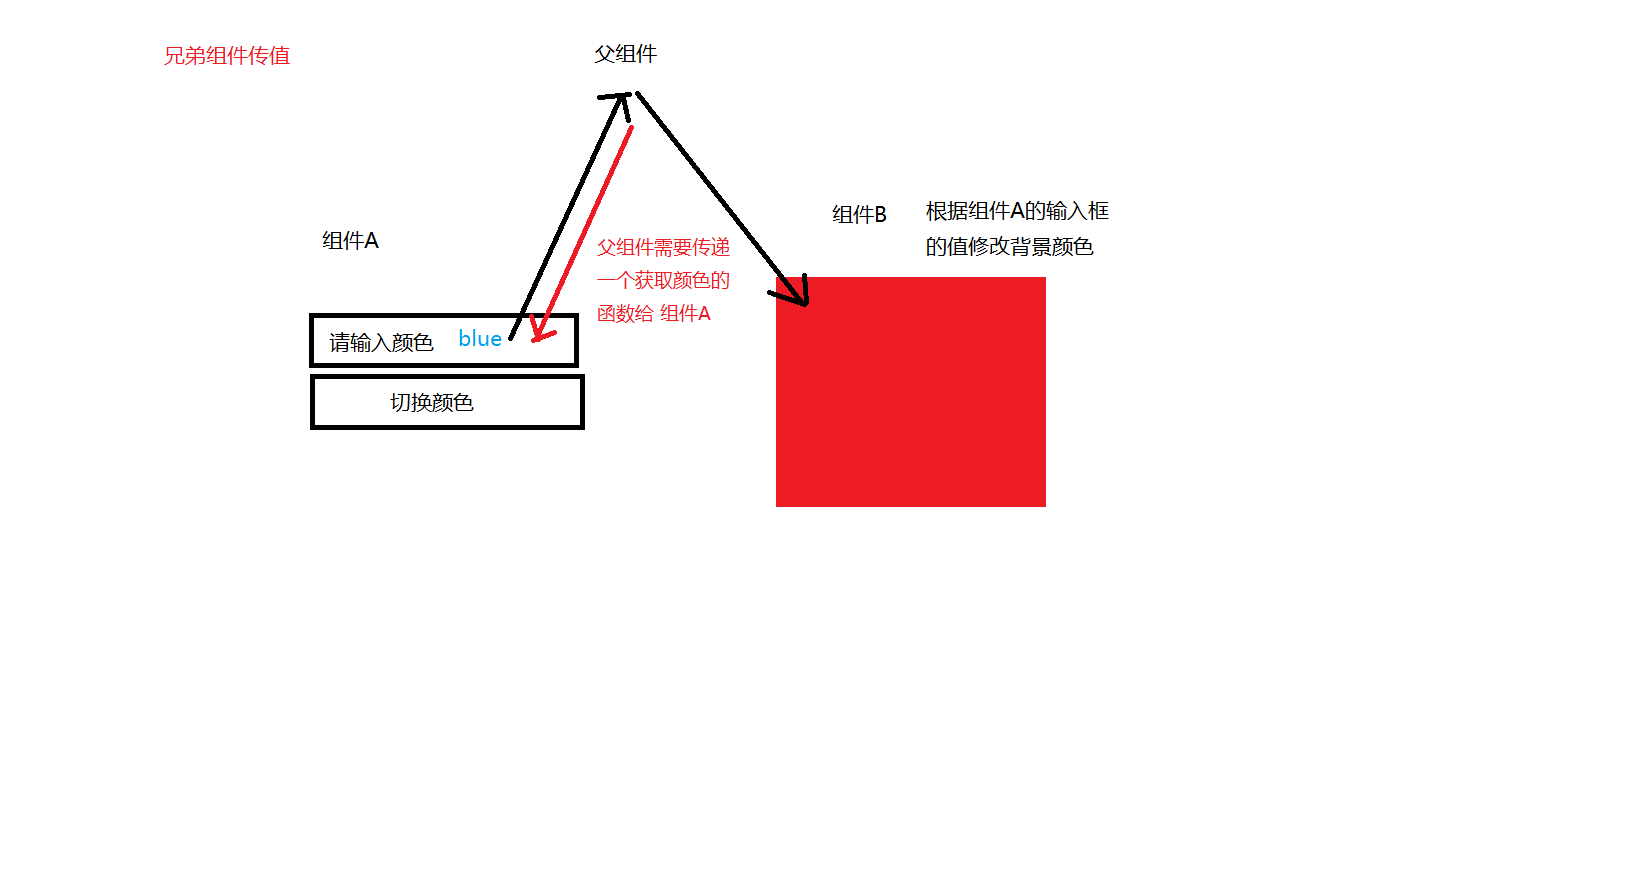 兄弟组件传值
父组件
组件A
父组件需要传递
一个获取颜色的
函数给 组件A
组件B
根据组件A的输入框
的值修改背景颜色
请输入颜色 blue
切换颜色